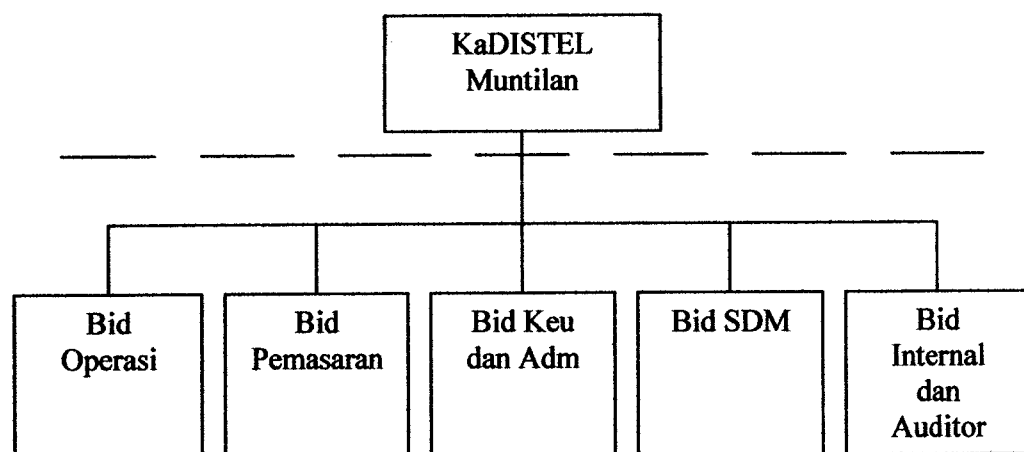 KaDISTEL
Muntilan
Bid
Operasi
Bid
Pemasaran
Bid Keu
dan Adm
Bid SDM
Bid
Internal
dan
Auditor